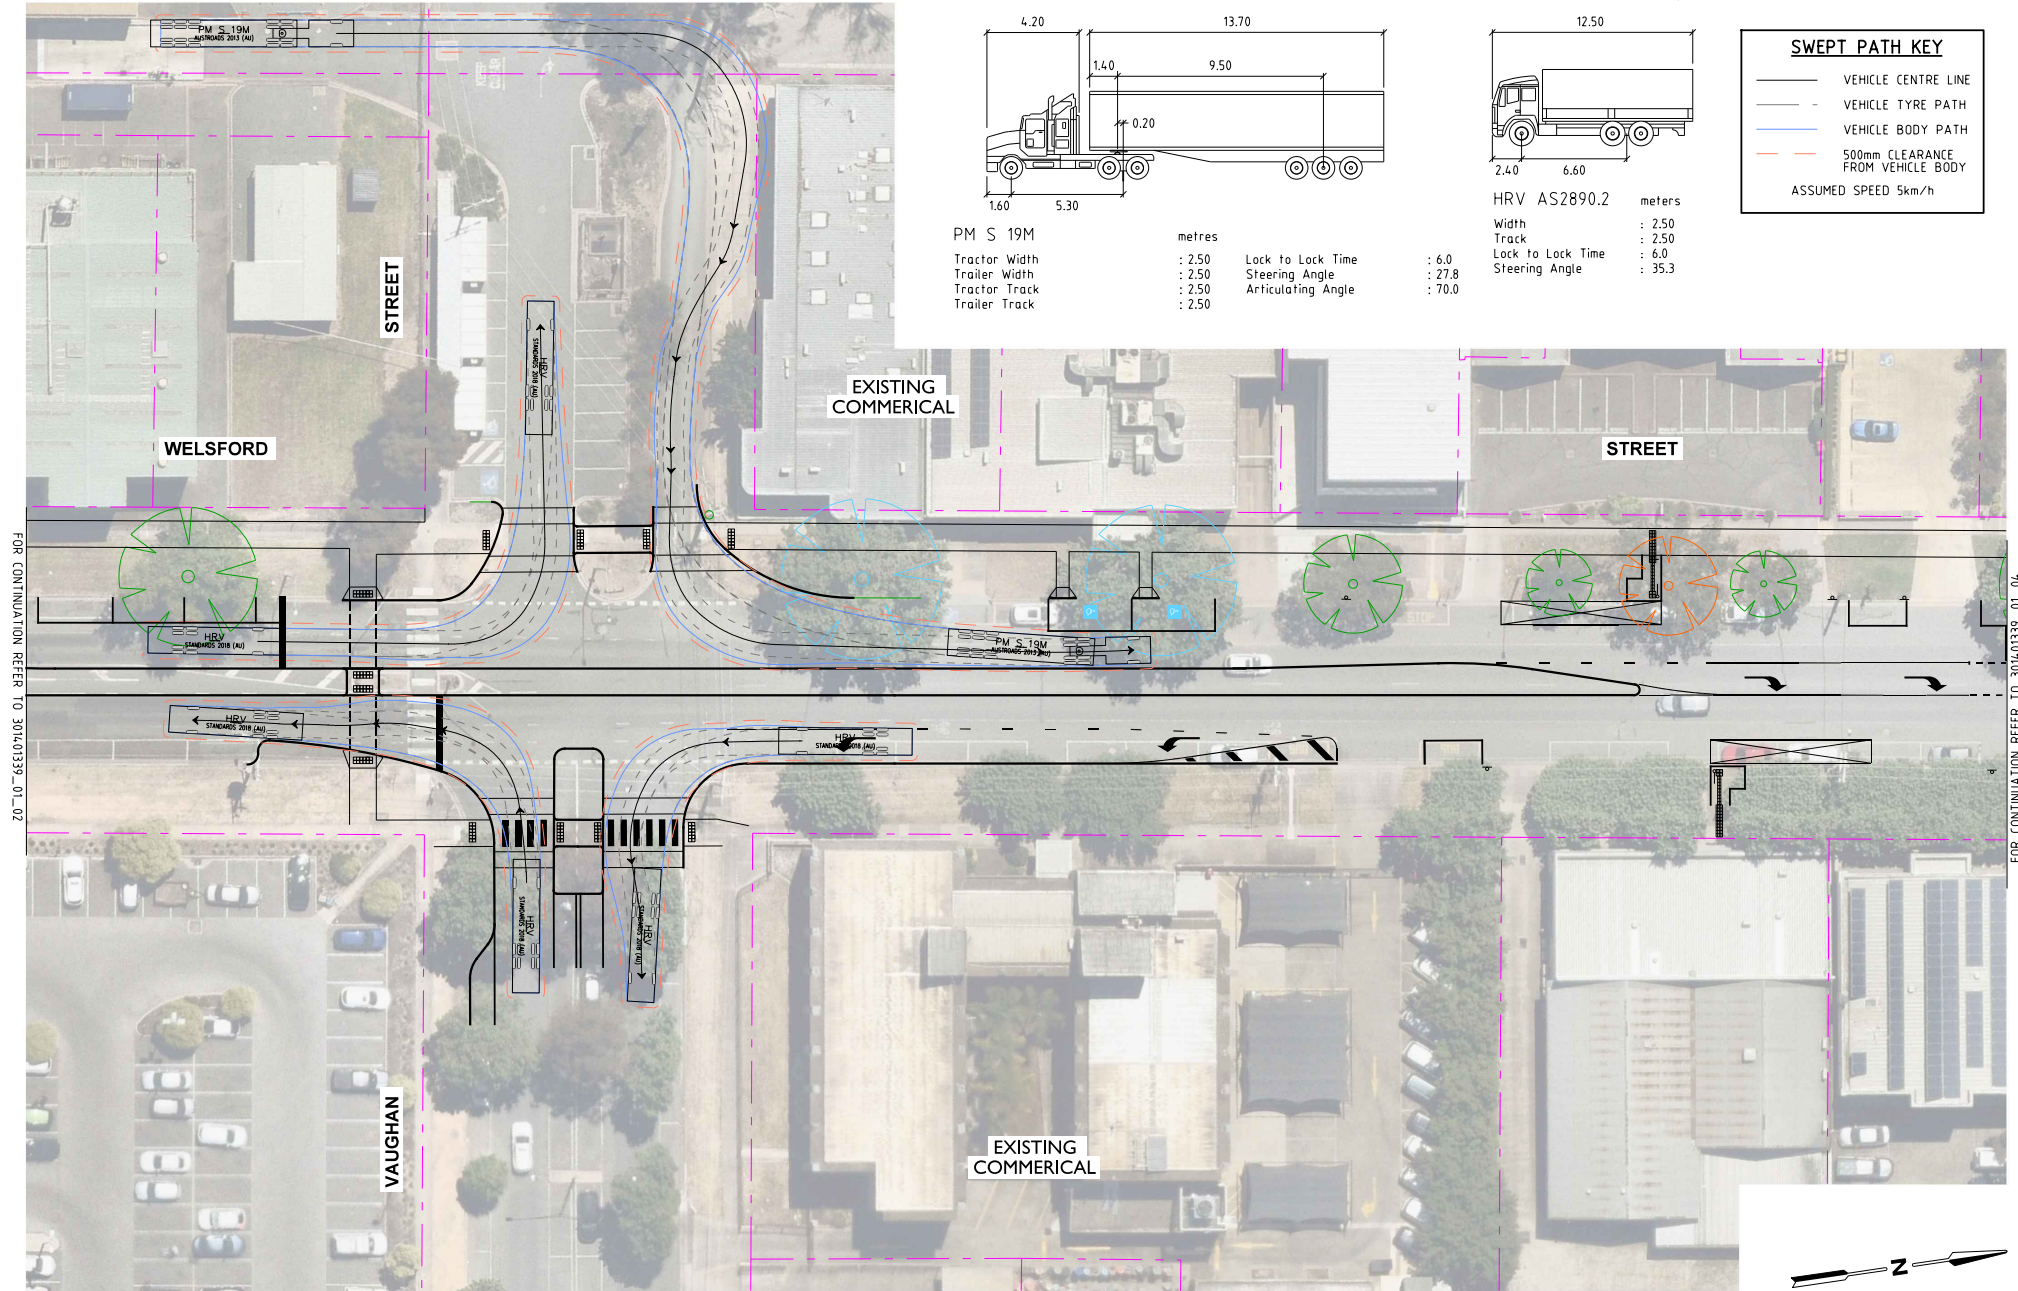 4.20
13.70
1.40
9.50
0.20
1.60
5.30
PM S 19M
metres
Tractor Width : 2.50
Trailer Width : 2.50
Tractor Track : 2.50
Trailer Track : 2.50
Lock to Lock Time : 6.0
Steering Angle : 27.8
Articulating Angle : 70.0
12.50
2.40
6.60
HRV AS2890.2 meters
Width : 2.50
Track : 2.50
Lock to Lock Time : 6.0
Steering Angle : 35.3
SWEPT PATH KEY
VEHICLE CENTRE LINE
VEHICLE TYRE PATH
VEHICLE BODY PATH
500mm CLEARANCE
FROM VEHICLE BODY
ASSUMED SPEED 5km/h
PM S 19M
AUSTROADS 2013 (AU)
STREET
HRV
STANDARDS 2018 (AU)
EXISTING
COMMERICAL
WELSFORD
STREET
FOR CONTINUATION REFER TO 301401339_01_02
FOR CONTINUATION REFER TO 301401339_01_04
HRV
STANDARDS 2018 (AU)
PM S 19M
AUSTROADS 2013 (AU)
HRV
STANDARDS 2018 (AU)
HRV
STANDARDS 2018 (AU)
HRV
STANDARDS 2018 (AU)
HRV
STANDARDS 2018 (AU)
VAUGHAN
EXISTING
COMMERICAL
N